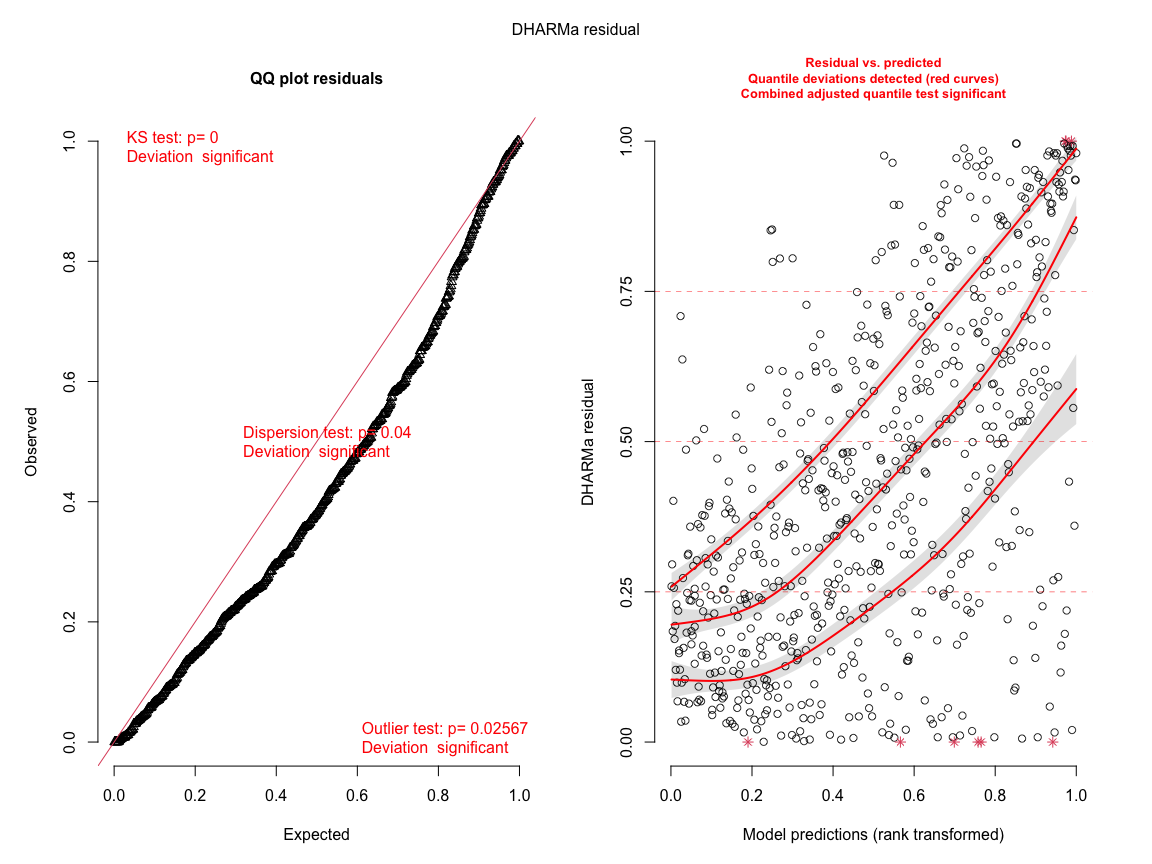 DHARMa residual
QQ plot residuals
KS test: p= 0
Deviation  significant
Dispersion test: p= 0.04
Deviation  significant
Outlier test: p= 0.02567
Deviation  significant
Observed
0.0
0.2
0.4
0.6
0.8
1.0
0.0 0.2 0.4 0.6 0.8 1.0
Expected
Residual vs. predicted
Quantile deviations detected (red curves)
Combined adjusted quantile test significant
DHARMa residual
0.00
0.25
0.50
0.75
1.00
0.0 0.2 0.4 0.6 0.8 1.0
Model predictions (rank transformed)